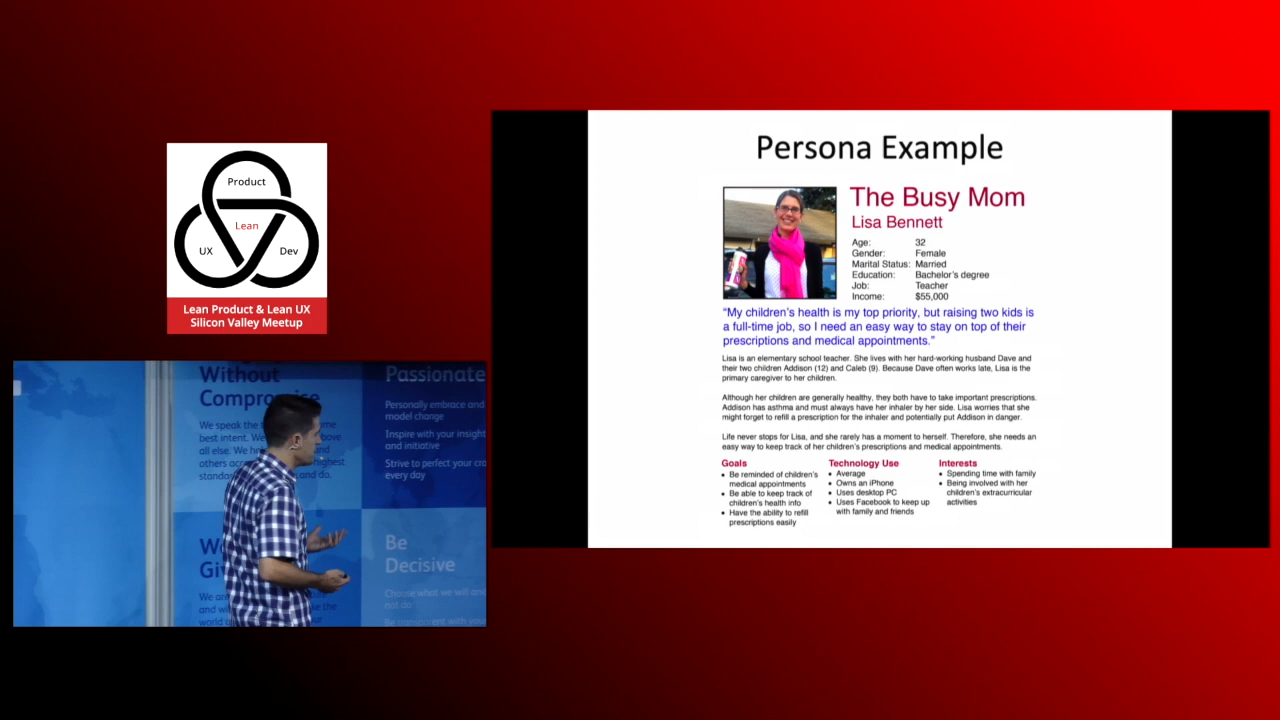 Product
Lean
UX
Dev
Lean Product & Lean UX
Silicon Valley Meetup
Without
Compromise
We speak the
best intent. We
all else. We
others
highest
and do.
Passionate
Personally embrace and
model change
Inspire with your insight
and initiative
Strive to perfect your
every day
Be
Decisive
Choose what we will and
not do
Be transparent with your
Persona Example
The Busy Mom
Lisa Bennett
Age: 32
Gender: Female
Marital Status: Married
Education: Bachelor's degree
Job: Teacher
Income: $55,000
“My children's health is my top priority, but raising two kids is
a full-time job, so I need an easy way to stay on top of their
prescriptions and medical appointments.”
Lisa is an elementary school teacher. She lives with her hard-working husband Dave and
their two children Addison (12) and Caleb (9). Because Dave often works late, Lisa is the
primary caregiver to her children.
Although her children are generally healthy, they both have to take important prescriptions.
Addison has asthma and must always have her inhaler by her side. Lisa worries that she
might forget to refill a prescription for the inhaler and potentially put Addison in danger.
Life never stops for Lisa, and she rarely has a moment to herself. Therefore, she needs an
easy way to keep track of her children's prescriptions and medical appointments.
Goals
• Be reminded of children's
medical appointments
• Be able to keep track of
children's health info
• Have the ability to refill
prescriptions easily
Technology Use
• Average
• Owns an iPhone
• Uses desktop PC
• Uses Facebook to keep up
with family and friends
Interests
• Spending time with family
• Being involved with her
children's extracurricular
activities